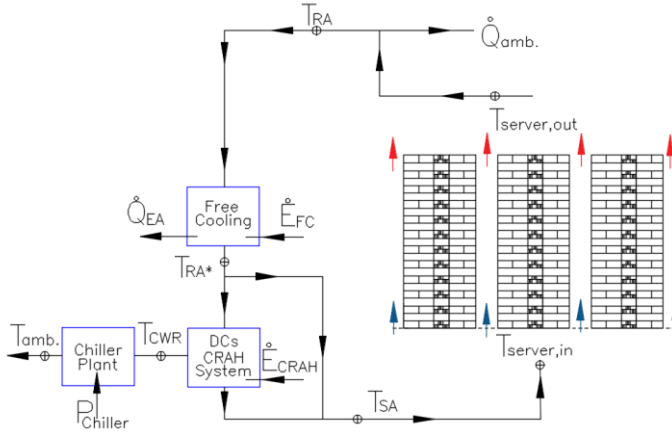 T_RA
Q̇_amb.
T_server,out
Free
Cooling
Q̇_EA
Ė_FC
T_RA*
T_amb.
Chiller
Plant
T_CWR
DCs
CRAH
System
Ė_CRAH
T_server,in
P_Chiller
T_SA